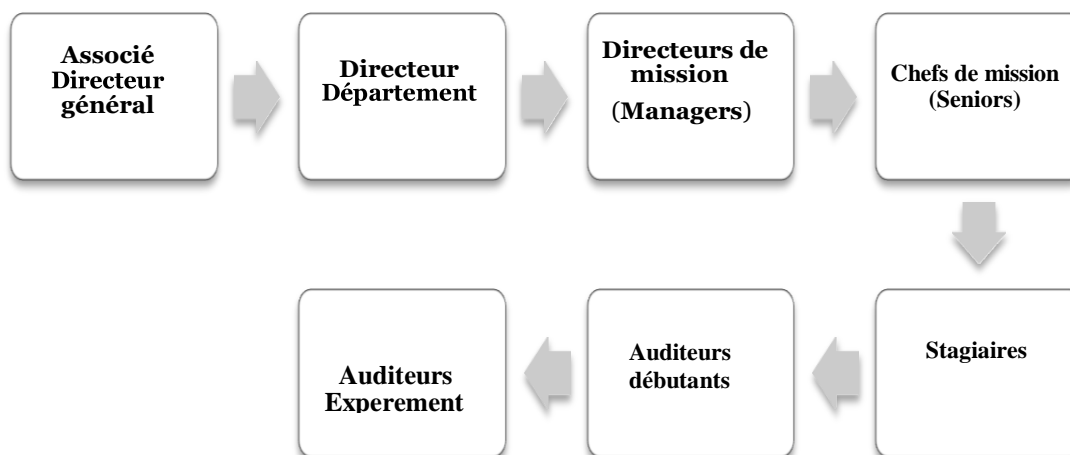 Associé
Directeur
général
Directeur
Département
Directeurs de
mission
(Managers)
Chefs de mission
(Seniors)
Stagiaires
Auditeurs
débutants
Auditeurs
Experement